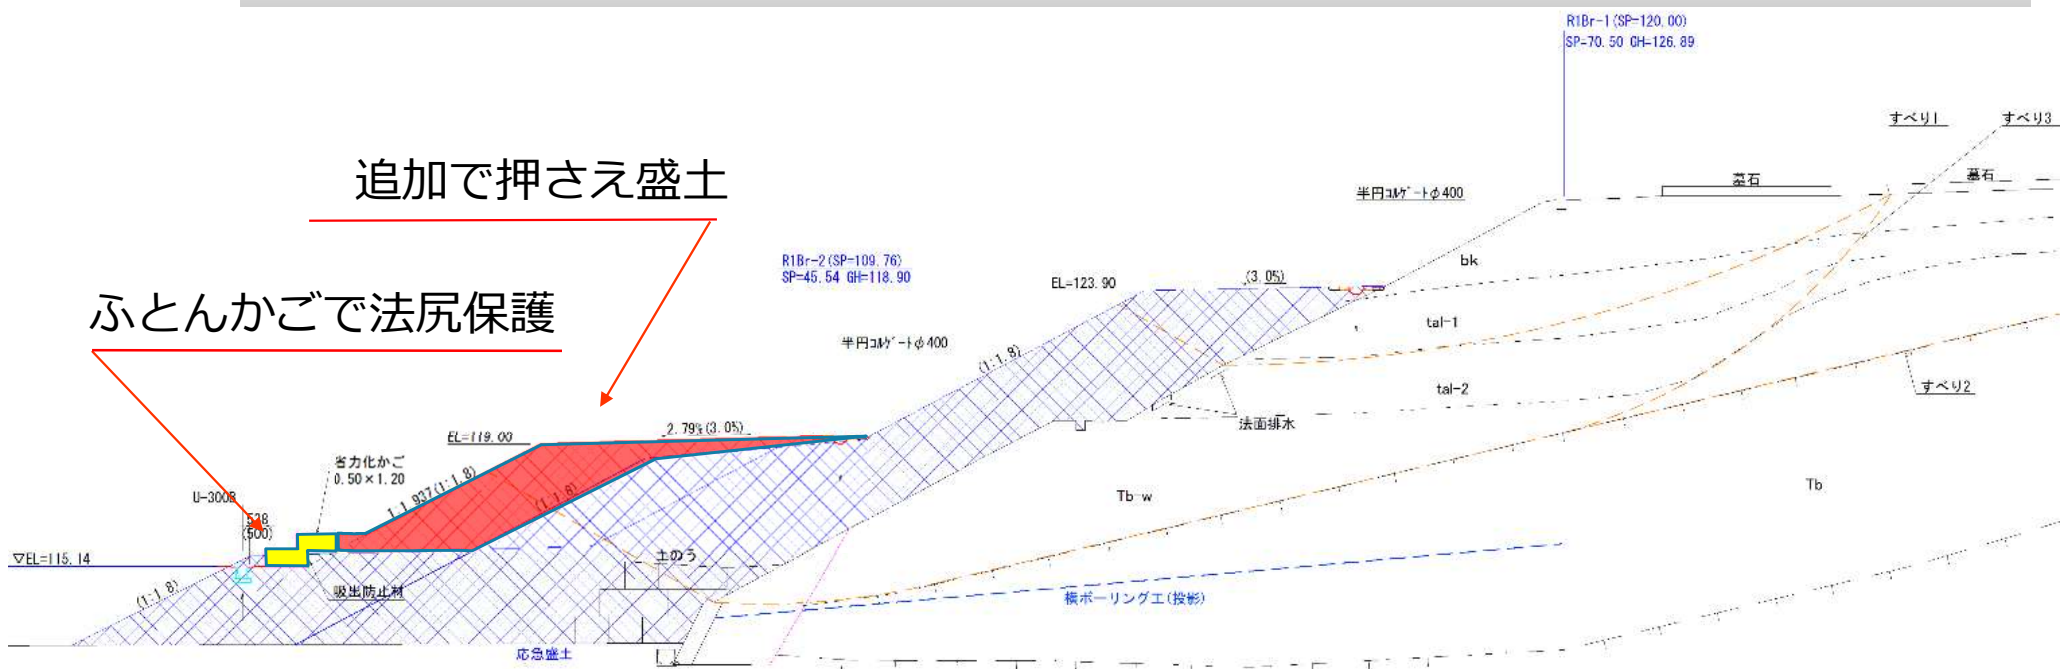 R1Br-1(SP=120.00)
SP=70.50 GH=126.89
すべり1
すべり3
墓石
墓石
追加で押さえ盛土
半円ｺﾙｹﾞｰﾄφ400
R1Br-2(SP=109.76)
SP=45.54 GH=118.90
EL=123.90
(3.0%)
bk
ふとんかごで法尻保護
半円ｺﾙｹﾞｰﾄφ400
tal-1
(1:1.8)
tal-2
すべり2
法面排水
EL=119.00
2.79%(3.0%)
省力化かご
0.50×1.20
1:1.937(1:1.8)
(1:1.8)
U-300B
528
(500)
Tb-w
Tb
▽EL=115.14
土のう
(1:1.8)
吸出防止材
横ボーリング工(投影)
応急盛土